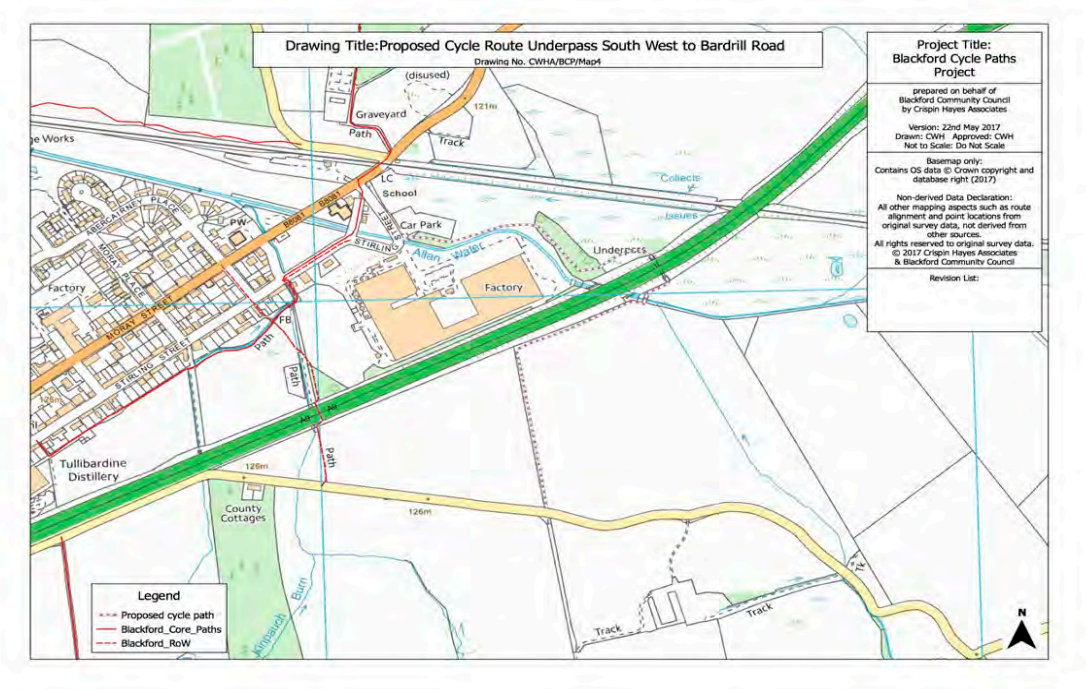 Drawing Title:Proposed Cycle Route Underpass South West to Bardrill Road
Drawing No. CWHA/BCP/Map4
Project Title:
Blackford Cycle Paths
Project
prepared on behalf of
Blackford Community Council
by Crispin Hayes Associates
Version: 22nd May 2017
Drawn: CWH Approved: CWH
Not to Scale: Do Not Scale
Basemap only:
Contains OS data © Crown copyright and
database right (2017)
Non-derived Data Declaration:
All other mapping aspects such as route
alignment and point locations from
original survey data, not derived from
other sources.
All rights reserved to original survey data.
© 2017 Crispin Hayes Associates
& Blackford Community Council
Revision List:
(disused)
121m
Graveyard
Path
Track
ge Works
LC
School
Collects
Issues
ABERCAIRNEY PLACE
PW
B8081
B8081
STIRLING STREET
Car Park
Allan Water
Underpass
MORAY PLACE
Factory
Factory
MORAY STREET
FB
Path
STIRLING STREET
Path
126m
A9
A9
Path
Tullibardine
Distillery
126m
County
Cottages
126m
Kinpauch Burn
Tk
Track
Track
Legend
Proposed cycle path
Blackford_Core_Paths
Blackford_RoW
N